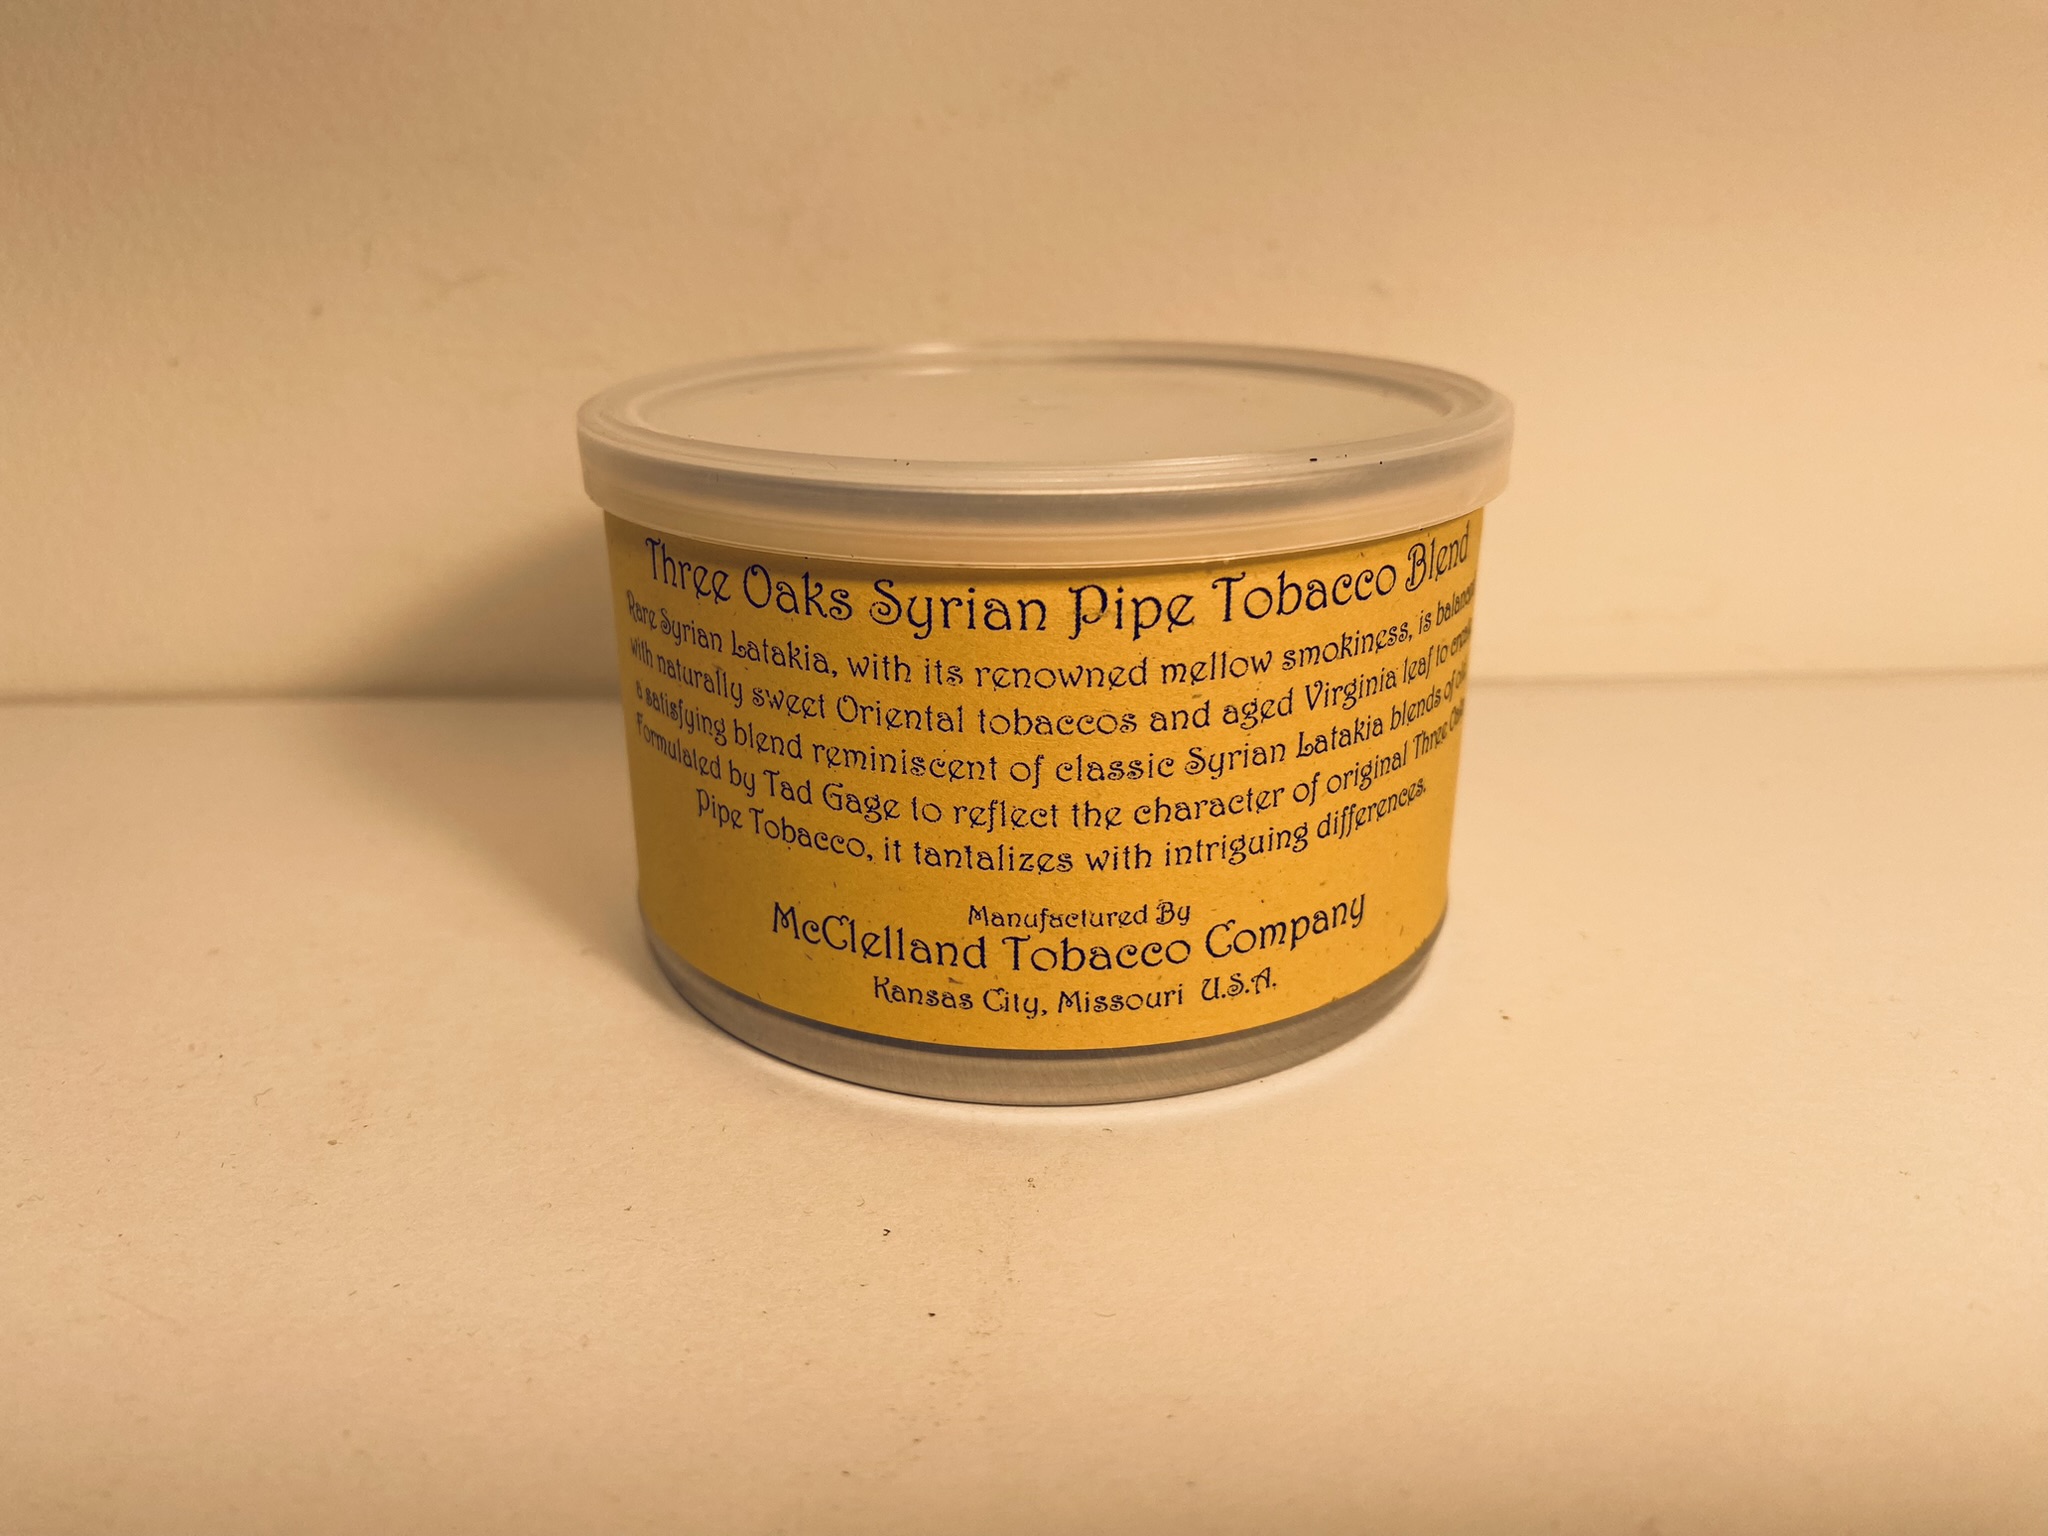 Three Oaks Syrian Pipe Tobacco Blend
Rare Syrian Latakia, with its renowned mellow smokiness, is
with naturally sweet Oriental tobaccos and aged Virginia leaf to
a satisfying blend reminiscent of classic Syrian Latakia blends of
Formulated by Tad Gage to reflect the character of original Three
Pipe Tobacco, it tantalizes with intriguing differences.
Manufactured By
McClelland Tobacco Company
Kansas City, Missouri U.S.A.